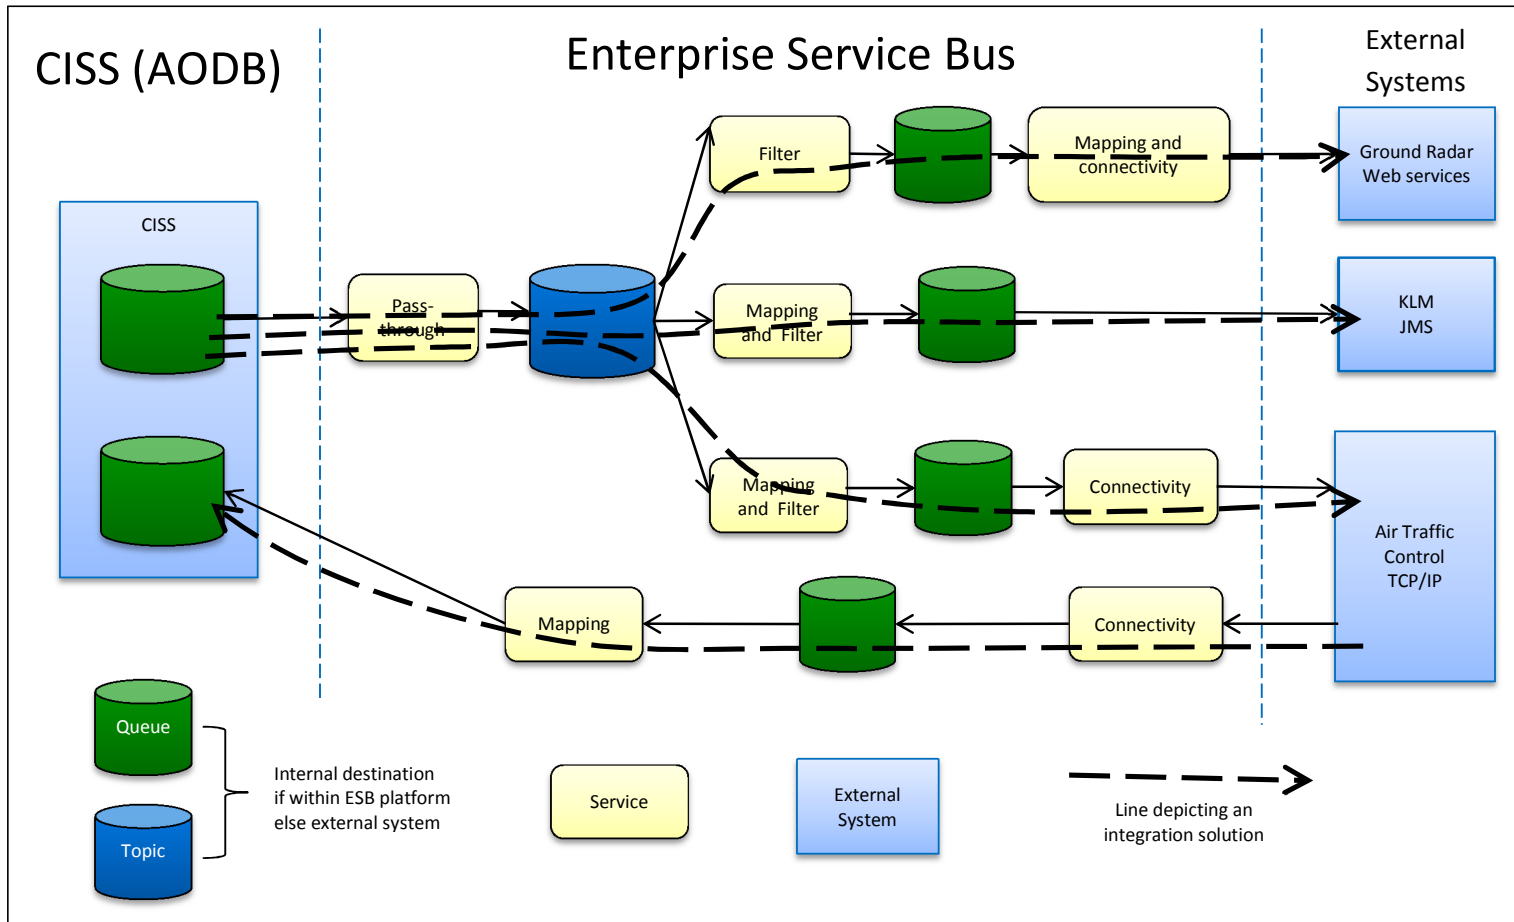 CISS (AODB)
Enterprise Service Bus
External
Systems
Filter
Mapping and
connectivity
Ground Radar
Web services
CISS
Pass-
through
Mapping
and  Filter
KLM
JMS
Mapping
and  Filter
Connectivity
Air Traffic
Control
TCP/IP
Mapping
Connectivity
Queue
Topic
Internal destination
if within ESB platform
else external system
Service
External
System
Line depicting an
integration solution